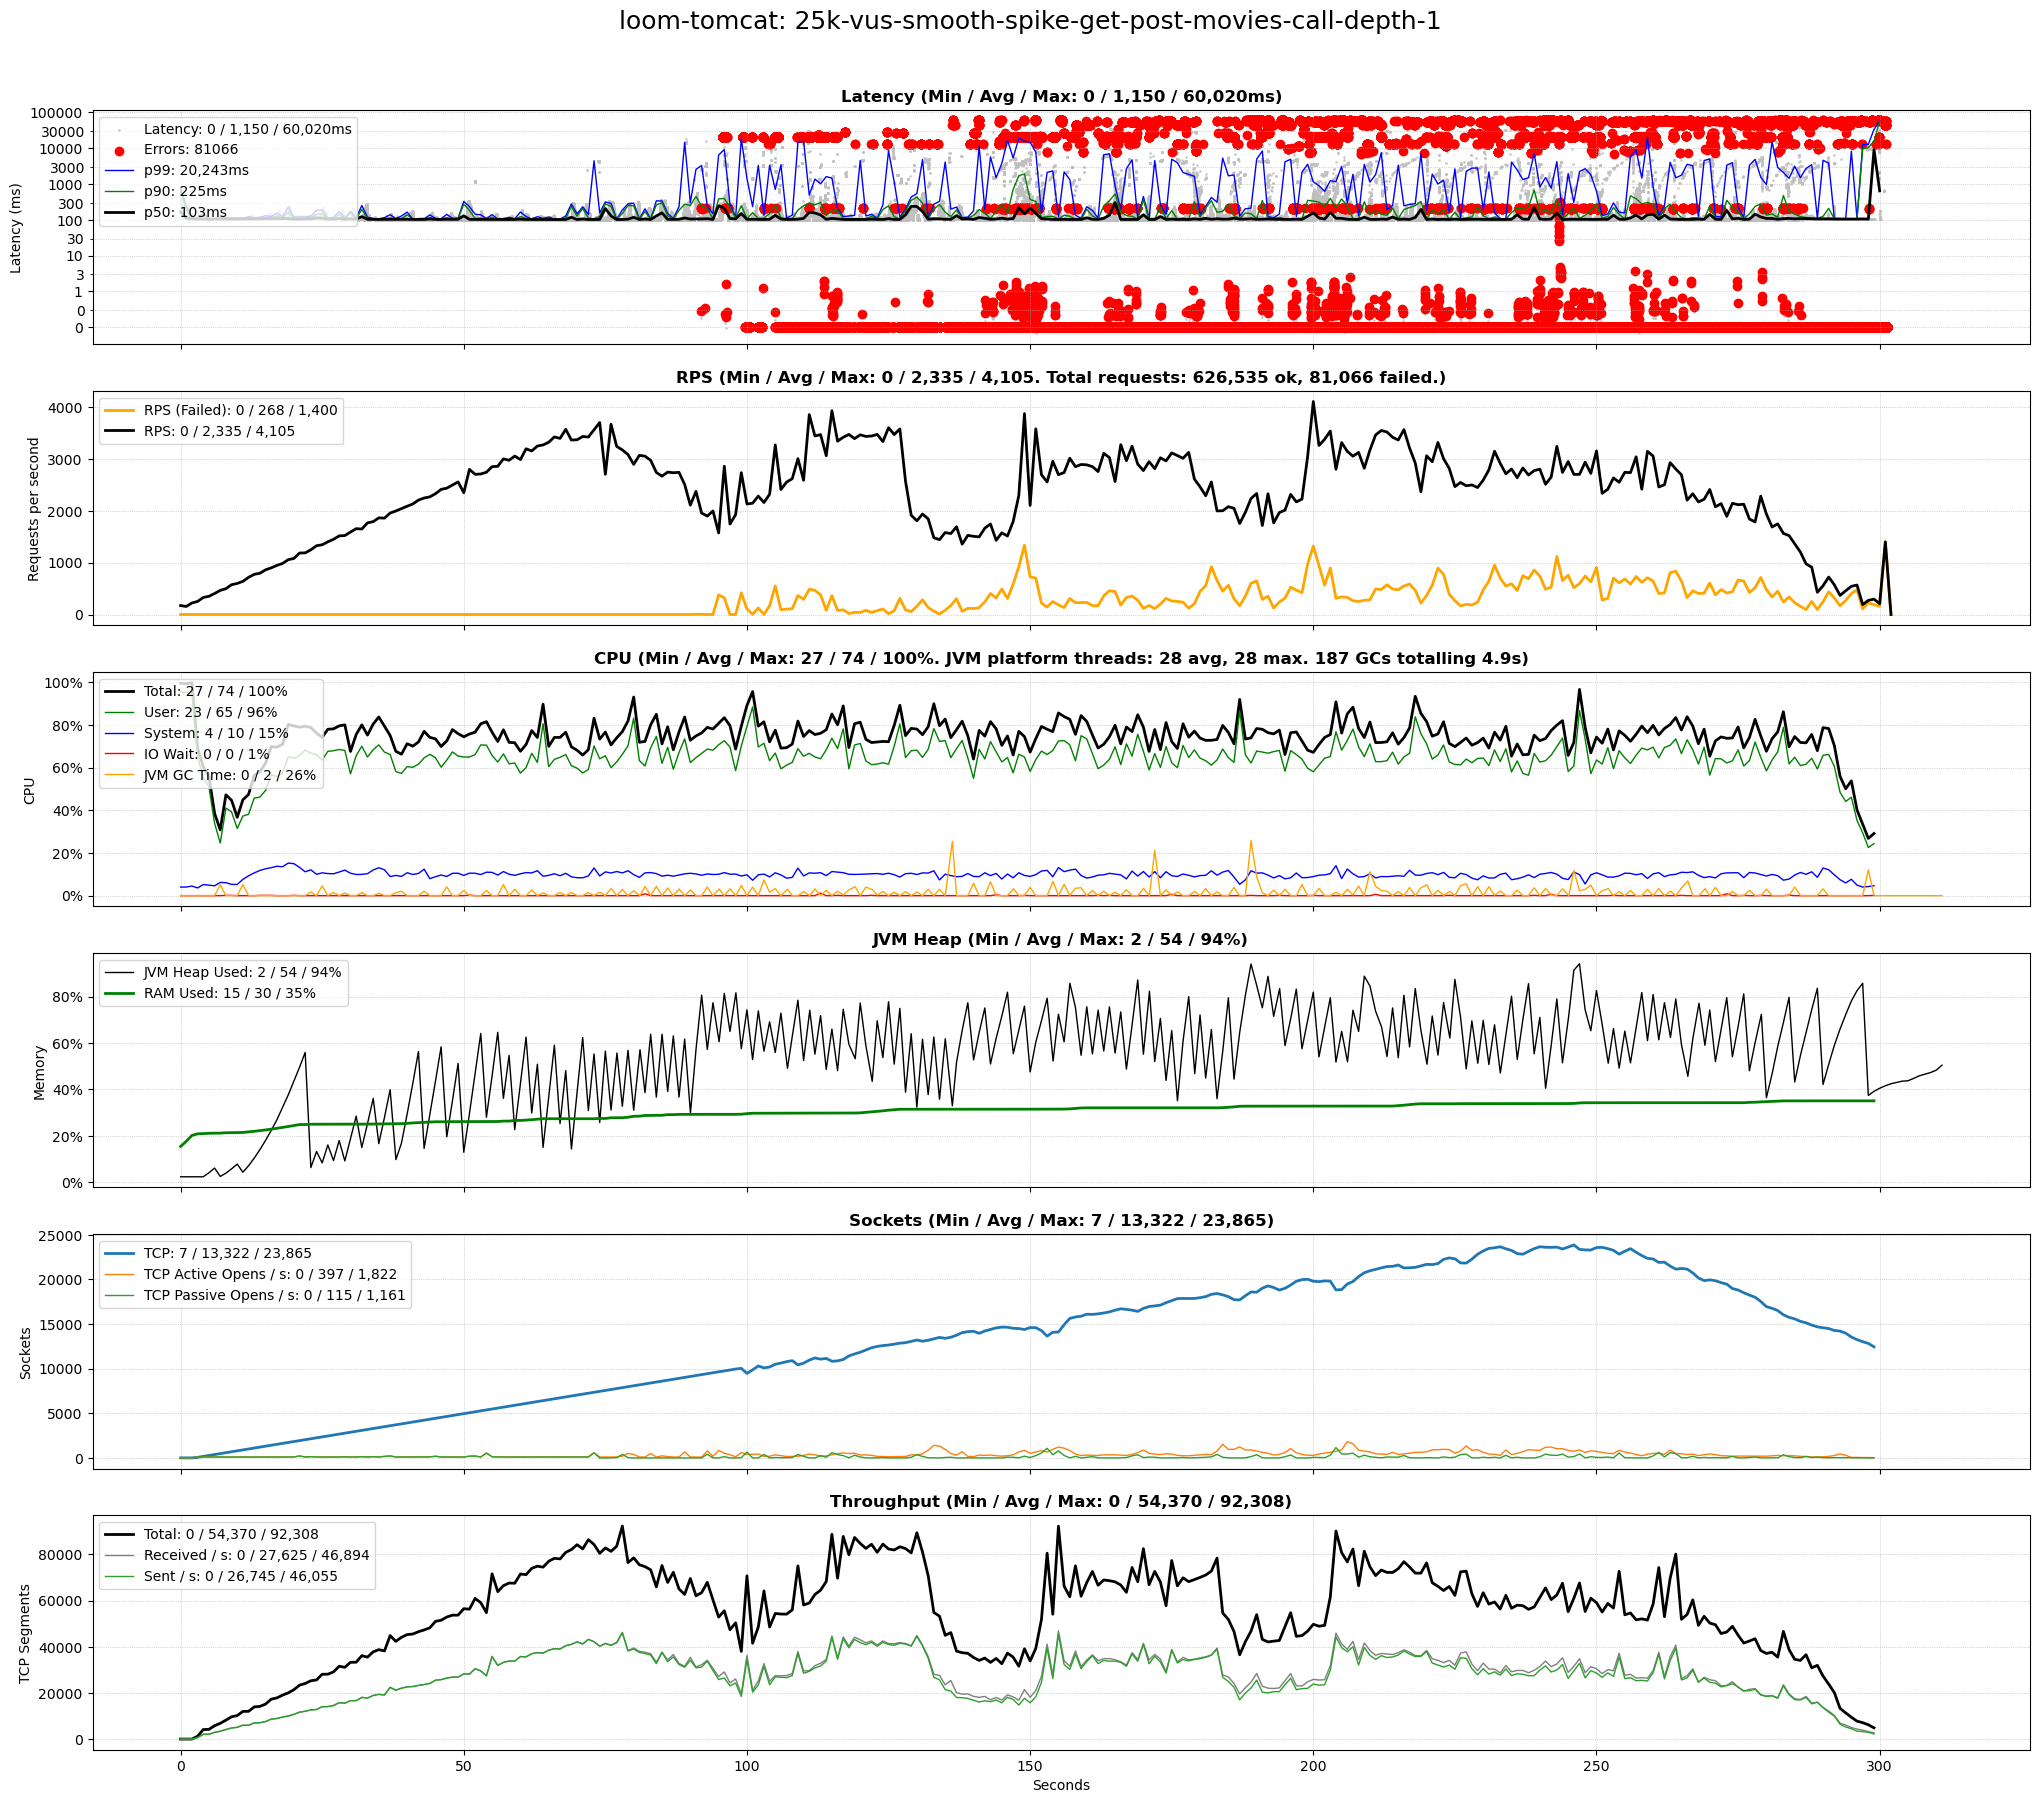 loom-tomcat: 25k-vus-smooth-spike-get-post-movies-call-depth-1
Latency (Min / Avg / Max: 0 / 1,150 / 60,020ms)
Latency (ms)
100000
30000
10000
3000
1000
300
100
30
10
3
1
0
0
Latency: 0 / 1,150 / 60,020ms
Errors: 81066
p99: 20,243ms
p90: 225ms
p50: 103ms
RPS (Min / Avg / Max: 0 / 2,335 / 4,105. Total requests: 626,535 ok, 81,066 failed.)
Requests per second
4000
3000
2000
1000
0
RPS (Failed): 0 / 268 / 1,400
RPS: 0 / 2,335 / 4,105
CPU (Min / Avg / Max: 27 / 74 / 100%. JVM platform threads: 28 avg, 28 max. 187 GCs totalling 4.9s)
CPU
100%
80%
60%
40%
20%
0%
Total: 27 / 74 / 100%
User: 23 / 65 / 96%
System: 4 / 10 / 15%
IO Wait: 0 / 0 / 1%
JVM GC Time: 0 / 2 / 26%
JVM Heap (Min / Avg / Max: 2 / 54 / 94%)
Memory
80%
60%
40%
20%
0%
JVM Heap Used: 2 / 54 / 94%
RAM Used: 15 / 30 / 35%
Sockets (Min / Avg / Max: 7 / 13,322 / 23,865)
Sockets
25000
20000
15000
10000
5000
0
TCP: 7 / 13,322 / 23,865
TCP Active Opens / s: 0 / 397 / 1,822
TCP Passive Opens / s: 0 / 115 / 1,161
Throughput (Min / Avg / Max: 0 / 54,370 / 92,308)
TCP Segments
80000
60000
40000
20000
0
Total: 0 / 54,370 / 92,308
Received / s: 0 / 27,625 / 46,894
Sent / s: 0 / 26,745 / 46,055
0 50 100 150 200 250 300
Seconds